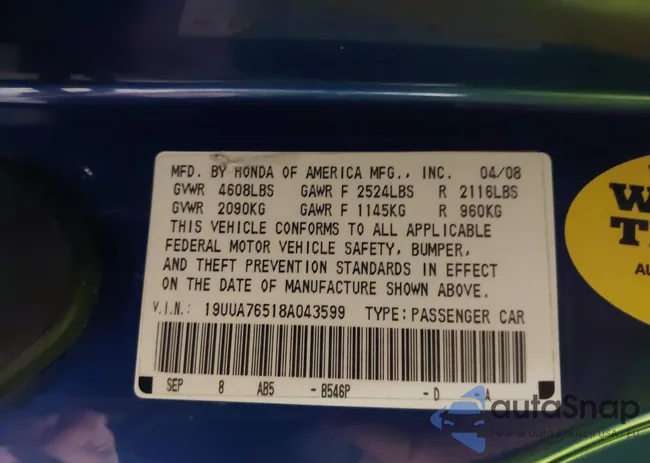 MFD. BY HONDA OF AMERICA MFG., INC. 04/08
GVWR 4608LBS GAWR F 2524LBS R 2116LBS
GVWR 2090KG GAWR F 1145KG R 960KG
THIS VEHICLE CONFORMS TO ALL APPLICABLE
FEDERAL MOTOR VEHICLE SAFETY, BUMPER,
AND THEFT PREVENTION STANDARDS IN EFFECT
ON THE DATE OF MANUFACTURE SHOWN ABOVE.
V.I.N.: 19UUA76518A043599 TYPE: PASSENGER CAR
SEP 8 AB5 -B546P -D A
W
T
AU
autoSnap